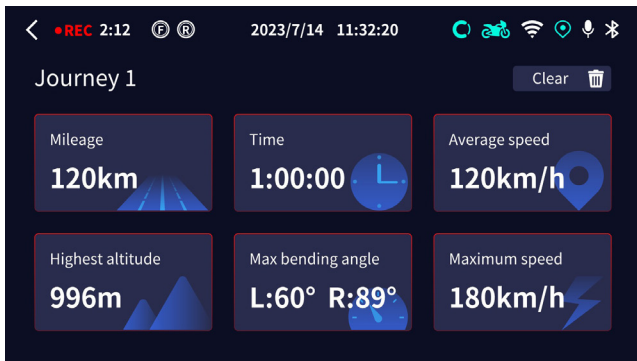 REC 2:12 F R 2023/7/14 11:32:20
Journey 1
Clear
Mileage
120km
Time
1:00:00
Average speed
120km/h
Highest altitude
996m
Max bending angle
L:60° R:89°
Maximum speed
180km/h